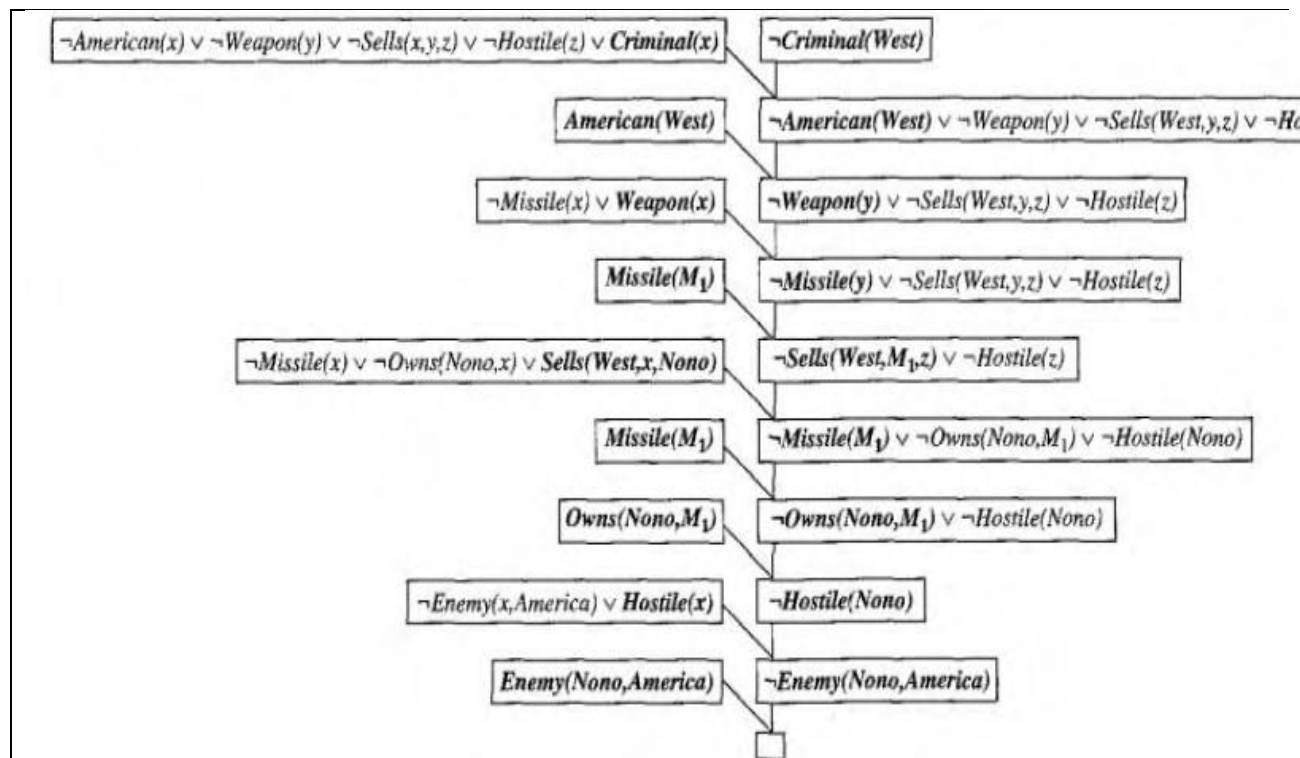 ¬American(x) ∨ ¬Weapon(y) ∨ ¬Sells(x,y,z) ∨ ¬Hostile(z) ∨ Criminal(x) ¬Criminal(West)
American(West) ¬American(West) ∨ ¬Weapon(y) ∨ ¬Sells(West,y,z) ∨ ¬Ho
¬Missile(x) ∨ Weapon(x) ¬Weapon(y) ∨ ¬Sells(West,y,z) ∨ ¬Hostile(z)
Missile(M₁) ¬Missile(y) ∨ ¬Sells(West,y,z) ∨ ¬Hostile(z)
¬Missile(x) ∨ ¬Owns(Nono,x) ∨ Sells(West,x,Nono) ¬Sells(West,M₁,z) ∨ ¬Hostile(z)
Missile(M₁) ¬Missile(M₁) ∨ ¬Owns(Nono,M₁) ∨ ¬Hostile(Nono)
Owns(Nono,M₁) ¬Owns(Nono,M₁) ∨ ¬Hostile(Nono)
¬Enemy(x,America) ∨ Hostile(x) ¬Hostile(Nono)
Enemy(Nono,America) ¬Enemy(Nono,America)